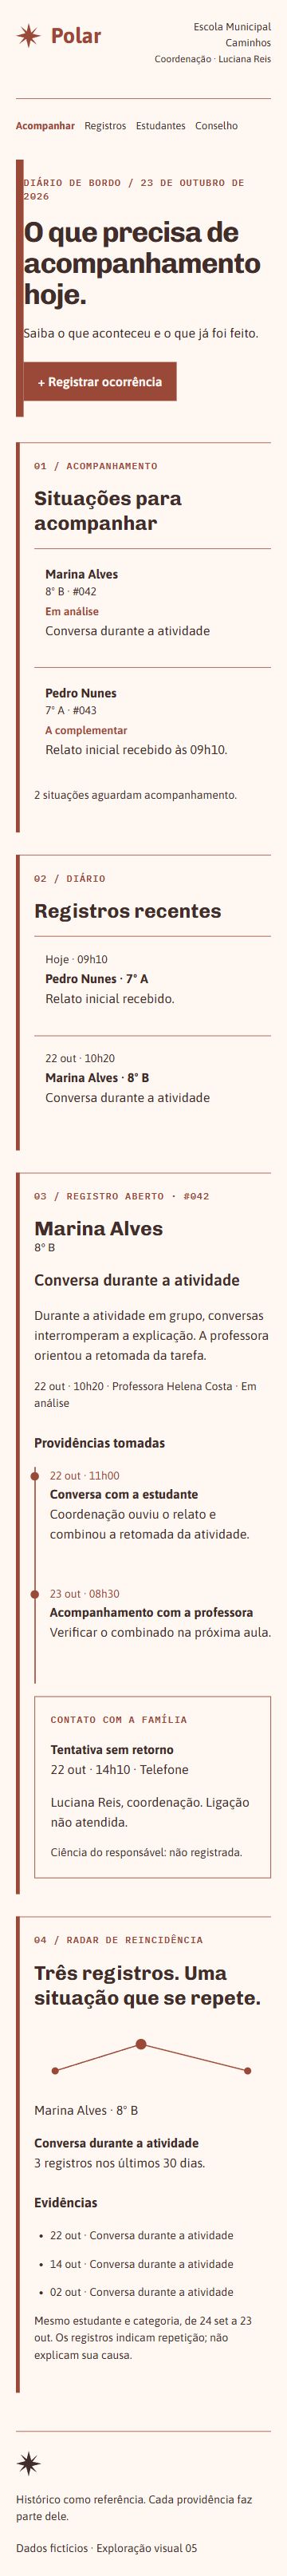 Polar
Escola Municipal
Caminhos
Coordenação · Luciana Reis
Acompanhar Registros Estudantes Conselho
DIÁRIO DE BORDO / 23 DE OUTUBRO DE
2026
O que precisa de
acompanhamento
hoje.
Saiba o que aconteceu e o que já foi feito.
+ Registrar ocorrência
01 / ACOMPANHAMENTO
Situações para
acompanhar
Marina Alves
8º B · #042
Em análise
Conversa durante a atividade
Pedro Nunes
7º A · #043
A complementar
Relato inicial recebido às 09h10.
2 situações aguardam acompanhamento.
02 / DIÁRIO
Registros recentes
Hoje · 09h10
Pedro Nunes · 7º A
Relato inicial recebido.
22 out · 10h20
Marina Alves · 8º B
Conversa durante a atividade
03 / REGISTRO ABERTO · #042
Marina Alves
8º B
Conversa durante a atividade
Durante a atividade em grupo, conversas
interromperam a explicação. A professora
orientou a retomada da tarefa.
22 out · 10h20 · Professora Helena Costa · Em
análise
Providências tomadas
22 out · 11h00
Conversa com a estudante
Coordenação ouviu o relato e
combinou a retomada da atividade.
23 out · 08h30
Acompanhamento com a professora
Verificar o combinado na próxima aula.
CONTATO COM A FAMÍLIA
Tentativa sem retorno
22 out · 14h10 · Telefone
Luciana Reis, coordenação. Ligação
não atendida.
Ciência do responsável: não registrada.
04 / RADAR DE REINCIDÊNCIA
Três registros. Uma
situação que se repete.
Marina Alves · 8º B
Conversa durante a atividade
3 registros nos últimos 30 dias.
Evidências
• 22 out · Conversa durante a atividade
• 14 out · Conversa durante a atividade
• 02 out · Conversa durante a atividade
Mesmo estudante e categoria, de 24 set a 23
out. Os registros indicam repetição; não
explicam sua causa.
Histórico como referência. Cada providência faz
parte dele.
Dados fictícios · Exploração visual 05